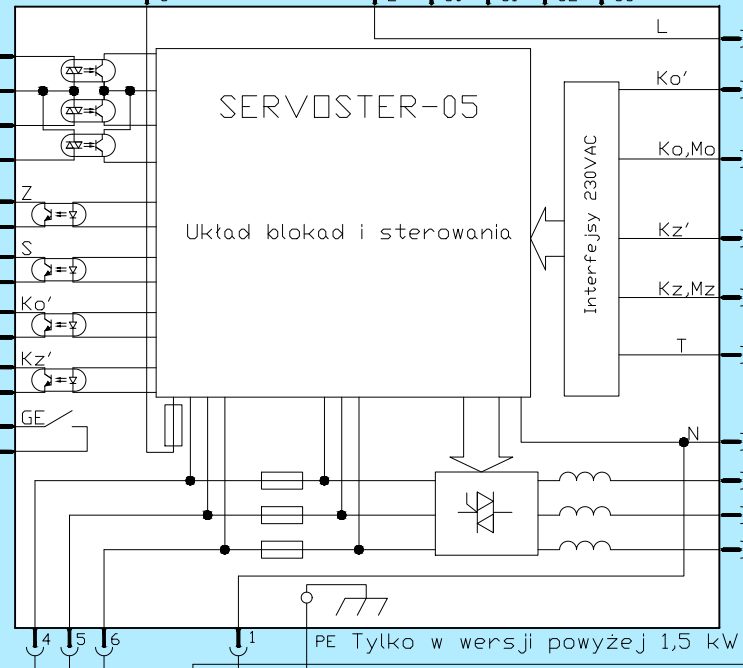 L
Ko'
SERVOSTER-05
Interfejsy 230VAC
Ko,Mo
Z
Układ blokad i sterowania
Kz'
S
Kz,Mz
Ko'
T
Kz'
GE
N
4
5
6
1
PE Tylko w wersji powyżej 1,5 kW